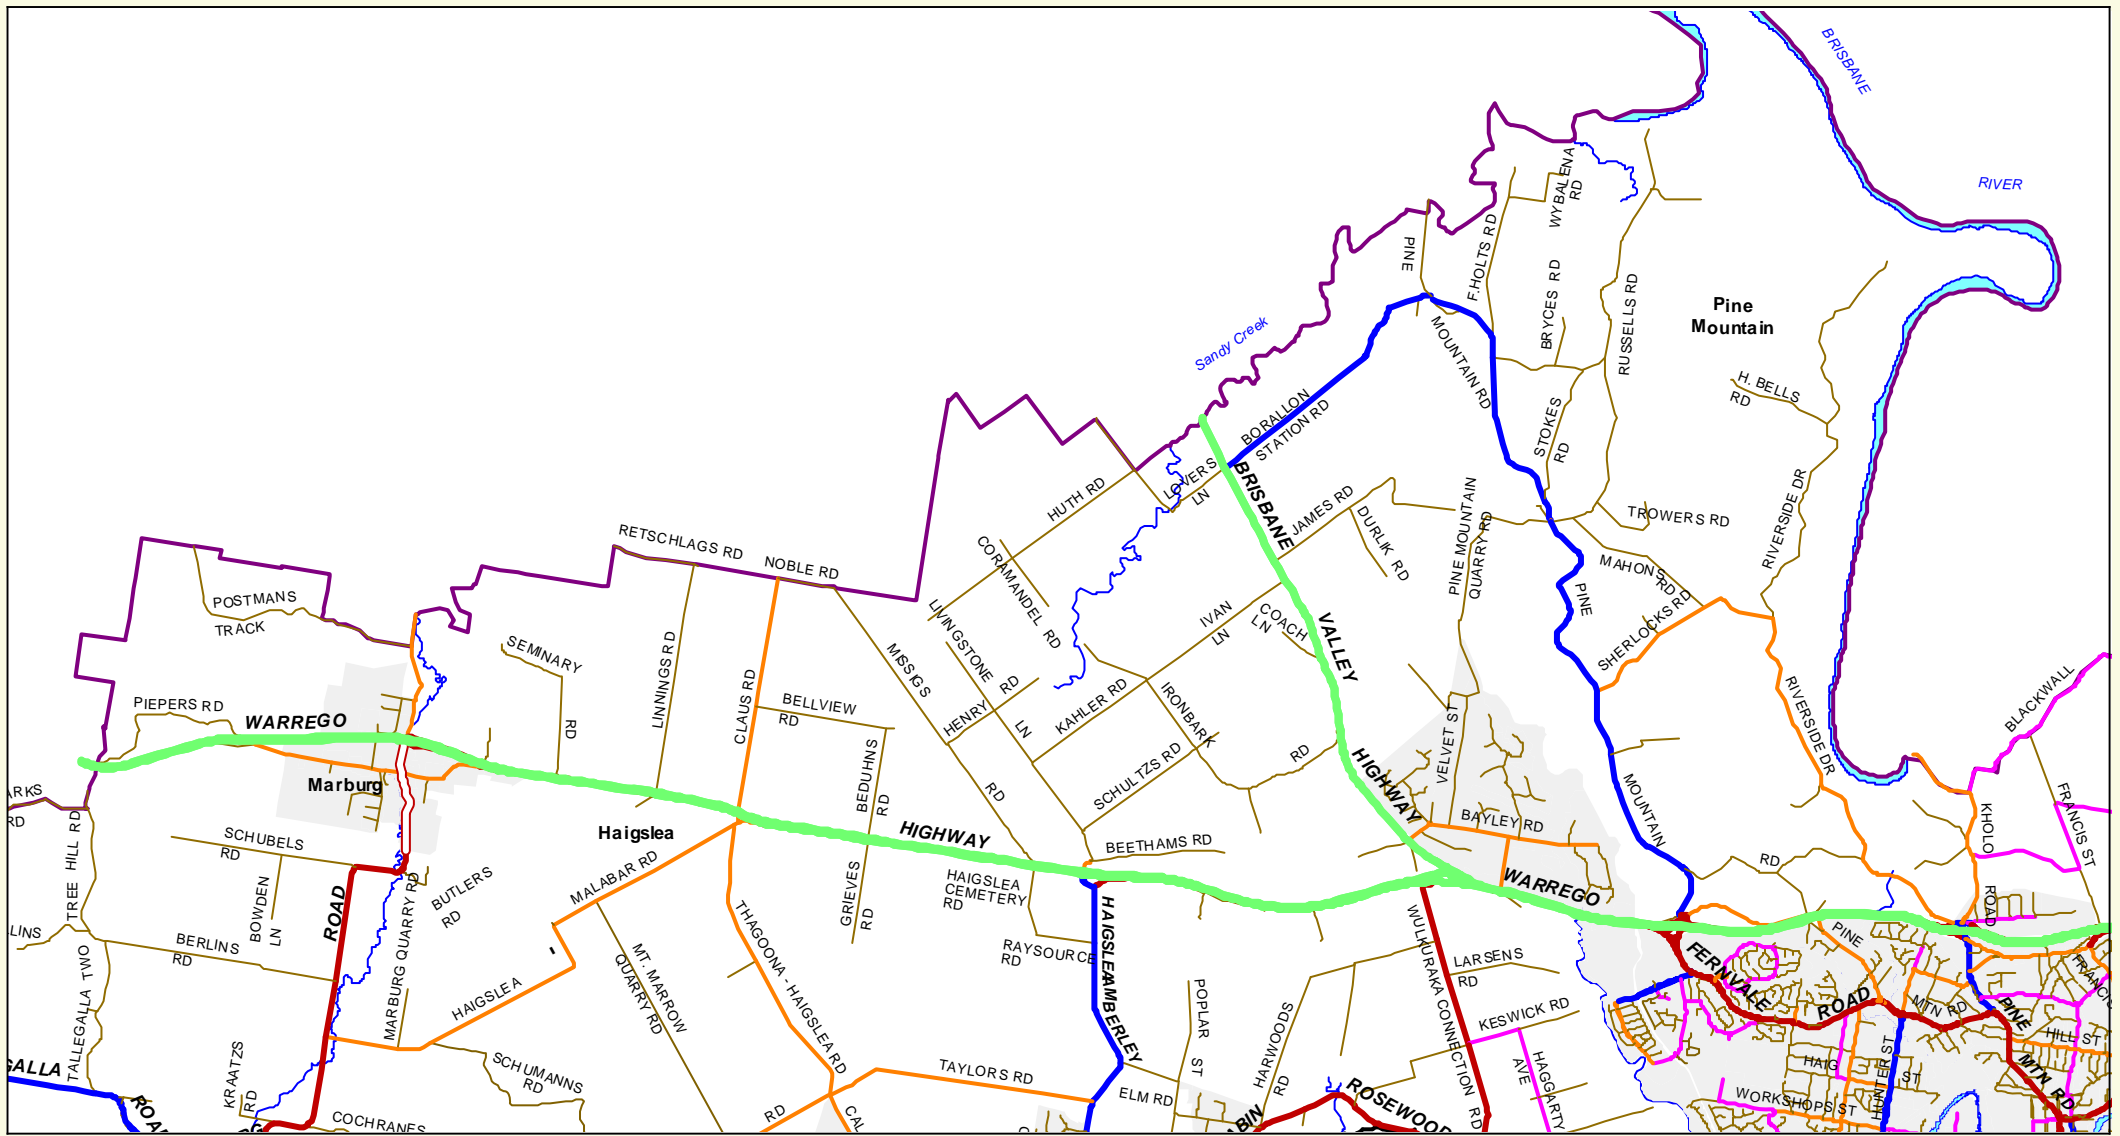 BRISBANE
RIVER
WYBALENA
RD
PINE
F.HOLTS RD
BRYCES RD
RUSSELLS RD
Pine
Mountain
Sandy Creek
MOUNTAIN RD
H. BELLS
RD
BORALLON
STATION RD
STOKES
RD
LOVERS
LN
HUTH RD
BRISBANE
JAMES RD
DURLIK RD
PINE MOUNTAIN
QUARRY RD
TROWERS RD
RIVERSIDE DR
RETSCHLAGS RD
NOBLE RD
CORAMANDEL RD
MAHONS
RD
POSTMANS
TRACK
LIVINGSTONE
LN
IVAN
LN
COACH
LN
VALLEY
PINE
SHERLOCKS RD
SEMINARY
RD
LINNINGS RD
CLAUS RD
MISSIGS
RD
HENRY
RD
KAHLER RD
IRONBARK
RD
RIVERSIDE DR
BLACKWALL
PIEPERS RD
WARREGO
BELLVIEW
RD
BEDUHNS
RD
SCHULTZS RD
HIGHWAY
VELVET ST
MOUNTAIN
RD
Marburg
ARKS
RD
TREE HILL RD
SCHUBELS
RD
Haigslea
HIGHWAY
BEETHAMS RD
BAYLEY RD
KHOLO
ROAD
FRANCIS ST
MALABAR RD
HAIGSLEA
CEMETERY
RD
WARREGO
BUTLERS
RD
BOWDEN
LN
ROAD
GRIEVES
RD
LLINS
BERLINS
RD
MARBURG QUARRY RD
THAGOONA - HAIGSLEA RD
RAYSOURCE
RD
HAIGSLEA
AMBERLEY
WULKURAKA CONNECTION RD
LARSENS
RD
PINE
FERNVALE
ROAD
MTN RD
FRANCIS
TALLEGALLA TWO
MT. MARROW
QUARRY RD
HAIGSLEA
POPLAR
ST
HARWOODS
RD
KESWICK RD
HAGGARTY
AVE
PINE
MTN RD
HILL ST
HAIG
ST
HUNTER ST
WORKSHOPS ST
GALLA
ROAD
KRAATZS
RD
SCHUMANNS
RD
TAYLORS RD
ELM RD
COCHRANES
RD
CAL
ABIN
ROSEWOOD